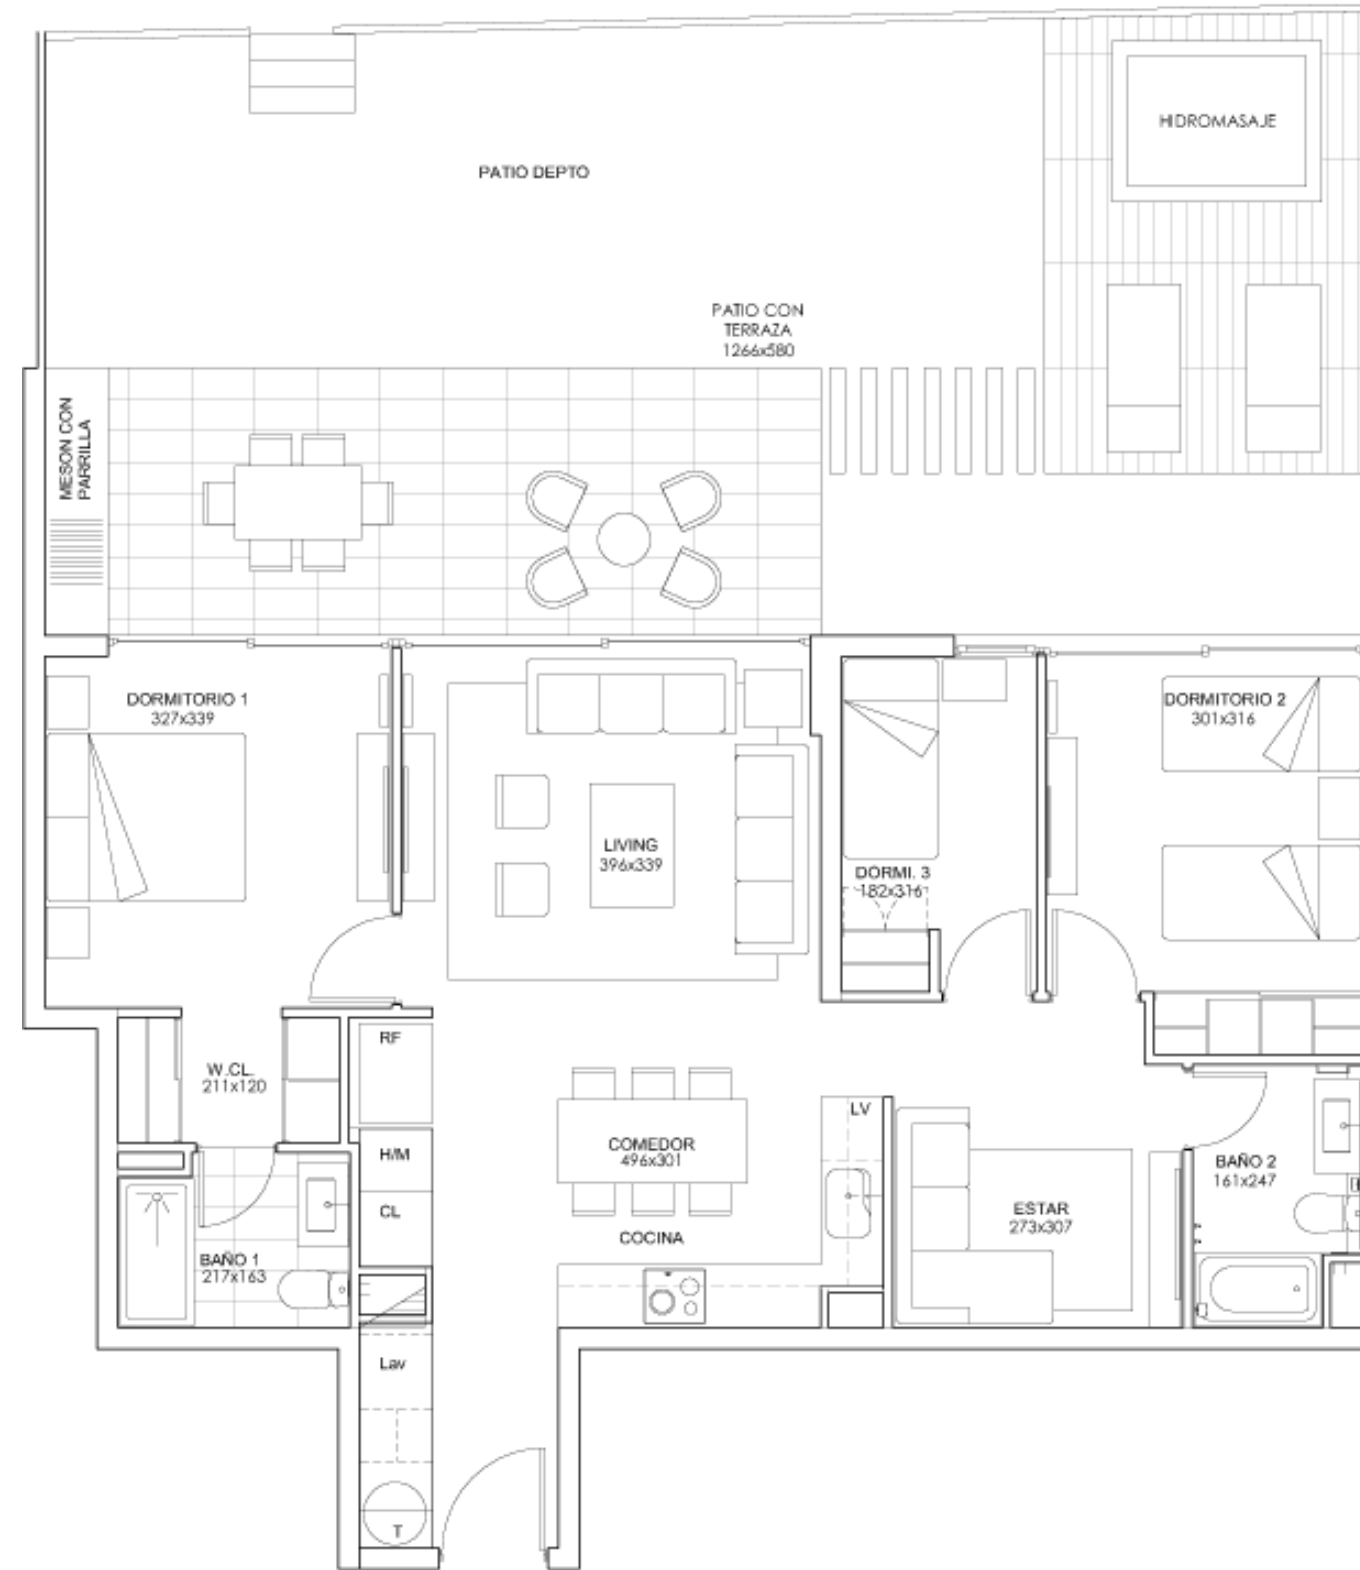 HIDROMASAJE
PATIO DEPTO
PATIO CON
TERRAZA
1266x580
MESON CON
PARRILLA
DORMITORIO 1
327x339
DORMITORIO 2
301x316
LIVING
396x339
DORMI. 3
182x316
RF
W.CL.
211x120
LV
H/M
COMEDOR
496x301
BAÑO 2
161x247
CL
ESTAR
273x307
COCINA
BAÑO 1
217x163
Lav
T